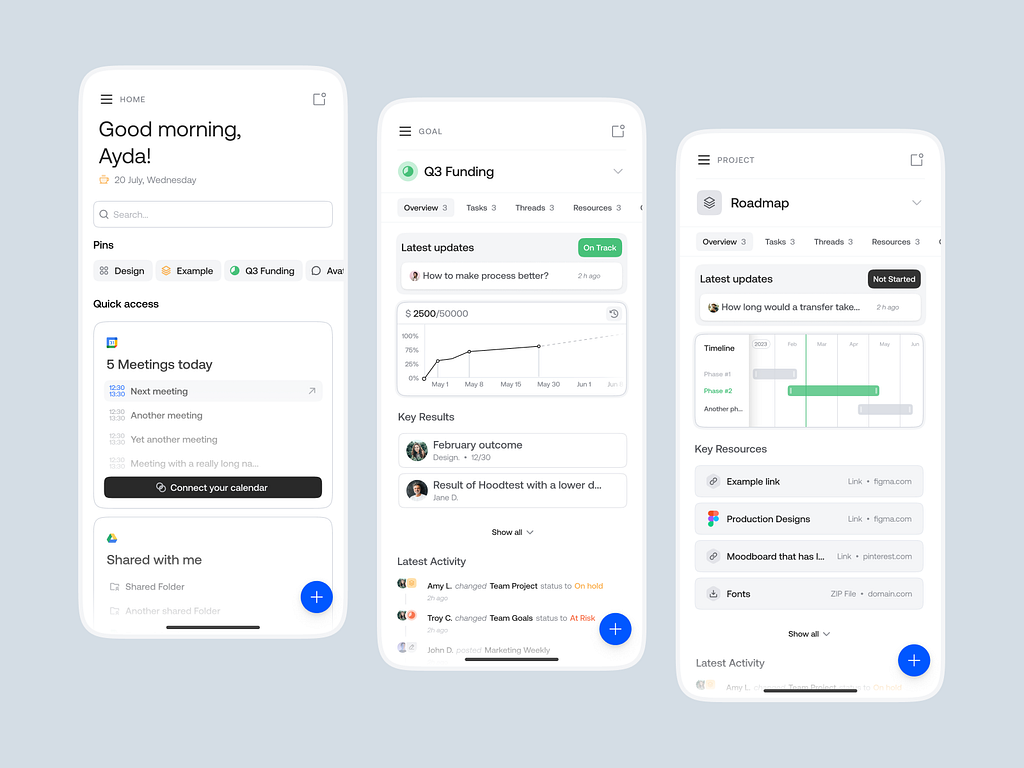 HOME
Good morning,
Ayda!
20 July, Wednesday
Search...
Pins
Design
Example
Q3 Funding
Avat
Quick access
5 Meetings today
12:30
13:30
Next meeting
12:30
13:30
Another meeting
12:30
13:30
Yet another meeting
12:30
13:30
Meeting with a really long na...
Connect your calendar
Shared with me
Shared Folder
Another shared Folder
GOAL
Q3 Funding
Overview 3
Tasks 3
Threads 3
Resources 3
Latest updates
On Track
How to make process better?
2 h ago
$ 2500/50000
100%
75%
25%
0%
May 1
May 8
May 15
May 30
Jun 1
Jun
Key Results
February outcome
Design. • 12/30
Result of Hoodtest with a lower d...
Jane D.
Show all
Latest Activity
Amy L. changed Team Project status to On hold
2h ago
Troy C. changed Team Goals status to At Risk
2h ago
John D. posted Marketing Weekly
PROJECT
Roadmap
Overview 3
Tasks 3
Threads 3
Resources 3
Latest updates
Not Started
How long would a transfer take...
2 h ago
Timeline
2023
Feb
Mar
Apr
May
Jun
Phase #1
Phase #2
Another ph...
Key Resources
Example link
Link • figma.com
Production Designs
Link • figma.com
Moodboard that has l...
Link • pinterest.com
Fonts
ZIP File • domain.com
Show all
Latest Activity
Amy L. changed Team Project status to On hold